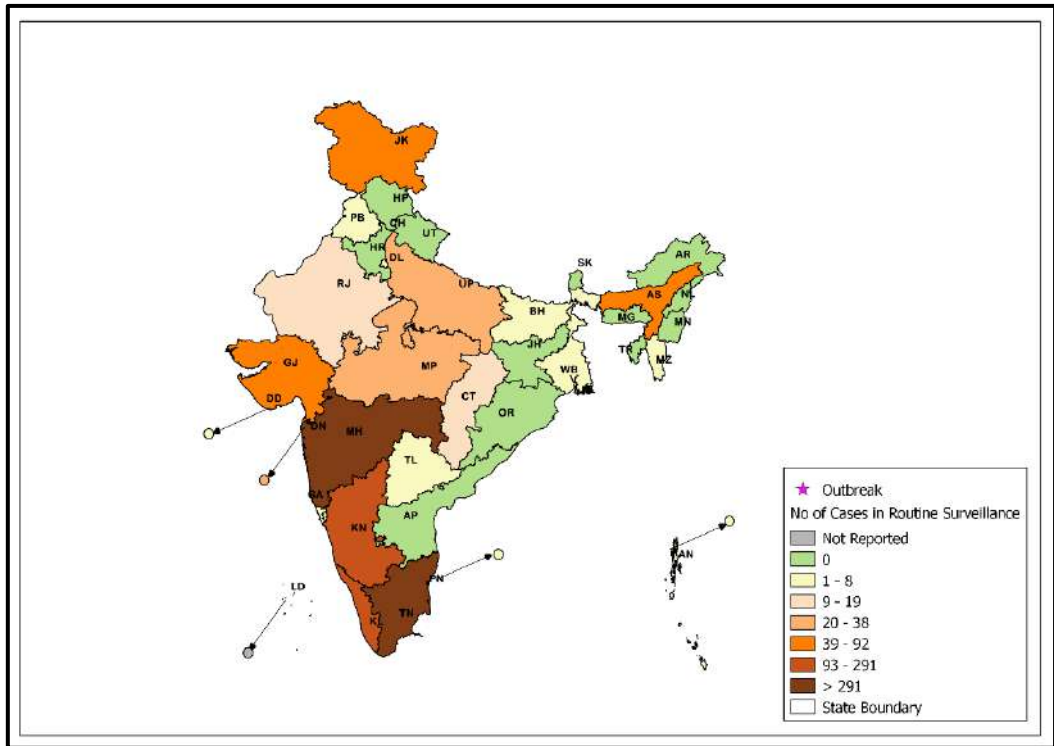 JK
HP
PB
CH
UT
HR
DL
AR
SK
RJ
UP
AS
NL
BH
MG
MN
JH
TR
MZ
GJ
MP
WB
CT
DD
OR
DN
MH
TL
GA
AP
KN
AN
PN
LD
TN
KL
Outbreak
No of Cases in Routine Surveillance
Not Reported
0
1 - 8
9 - 19
20 - 38
39 - 92
93 - 291
> 291
State Boundary